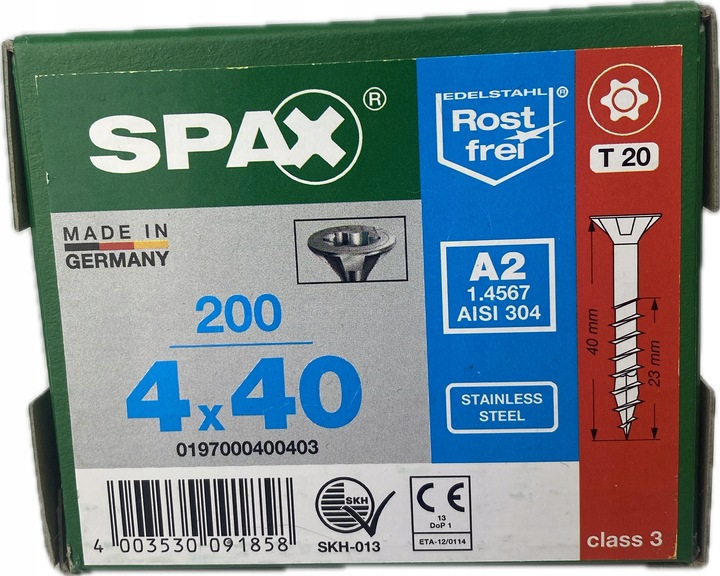 SPAX ®
EDELSTAHL ®
Rost
frei
T 20
MADE IN
GERMANY
A2
1.4567
AISI 304
200
4x40
0197000400403
STAINLESS
STEEL
40 mm
23 mm
4 003530 091858
SKH
SKH-013
CE
13
DoP 1
ETA-12/0114
class 3